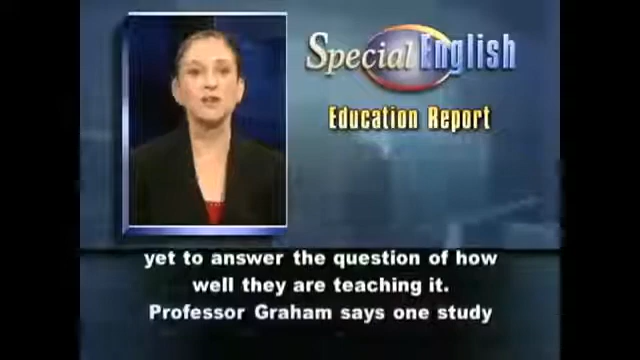 Special English
Education Report
yet to answer the question of how
well they are teaching it.
Professor Graham says one study